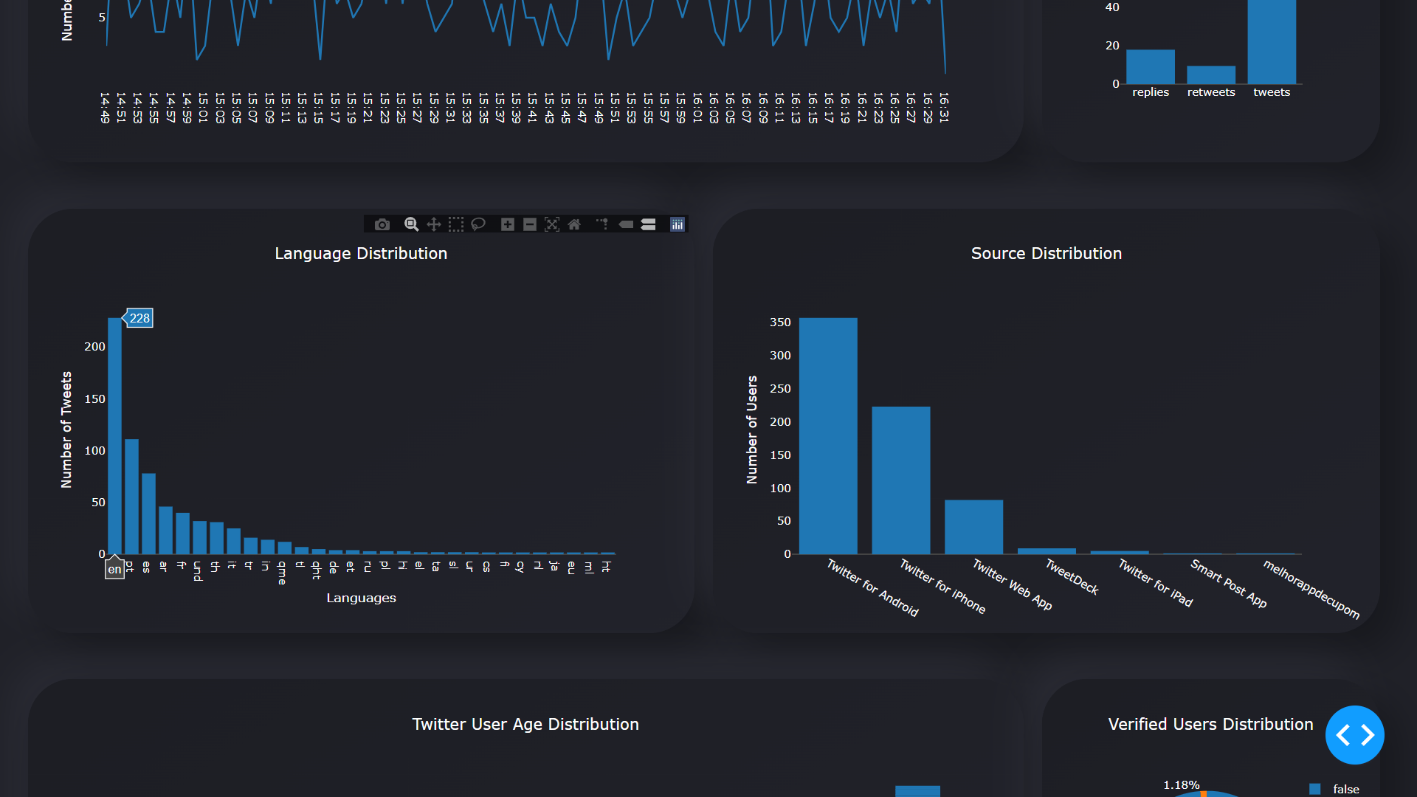 Numb
5
14:49
14:51
14:53
14:55
14:57
14:59
15:01
15:03
15:05
15:07
15:09
15:11
15:13
15:15
15:17
15:19
15:21
15:23
15:25
15:27
15:29
15:31
15:33
15:35
15:37
15:39
15:41
15:43
15:45
15:47
15:49
15:51
15:53
15:55
15:57
15:59
16:01
16:03
16:05
16:07
16:09
16:11
16:13
16:15
16:17
16:19
16:21
16:23
16:25
16:27
16:29
16:31
40
20
0
replies
retweets
tweets
Language Distribution
228
200
150
100
50
0
Number of Tweets
en
pt
es
ar
fr
und
th
it
tr
in
qme
tl
qht
de
et
ru
pl
hi
el
ta
sl
ur
cs
fi
cy
nl
ja
eu
ml
ht
Languages
Source Distribution
350
300
250
200
150
100
50
0
Number of Users
Twitter for Android
Twitter for iPhone
Twitter Web App
TweetDeck
Twitter for iPad
Smart Post App
melhorappdecupom
Twitter User Age Distribution
Verified Users Distribution
1.18%
false